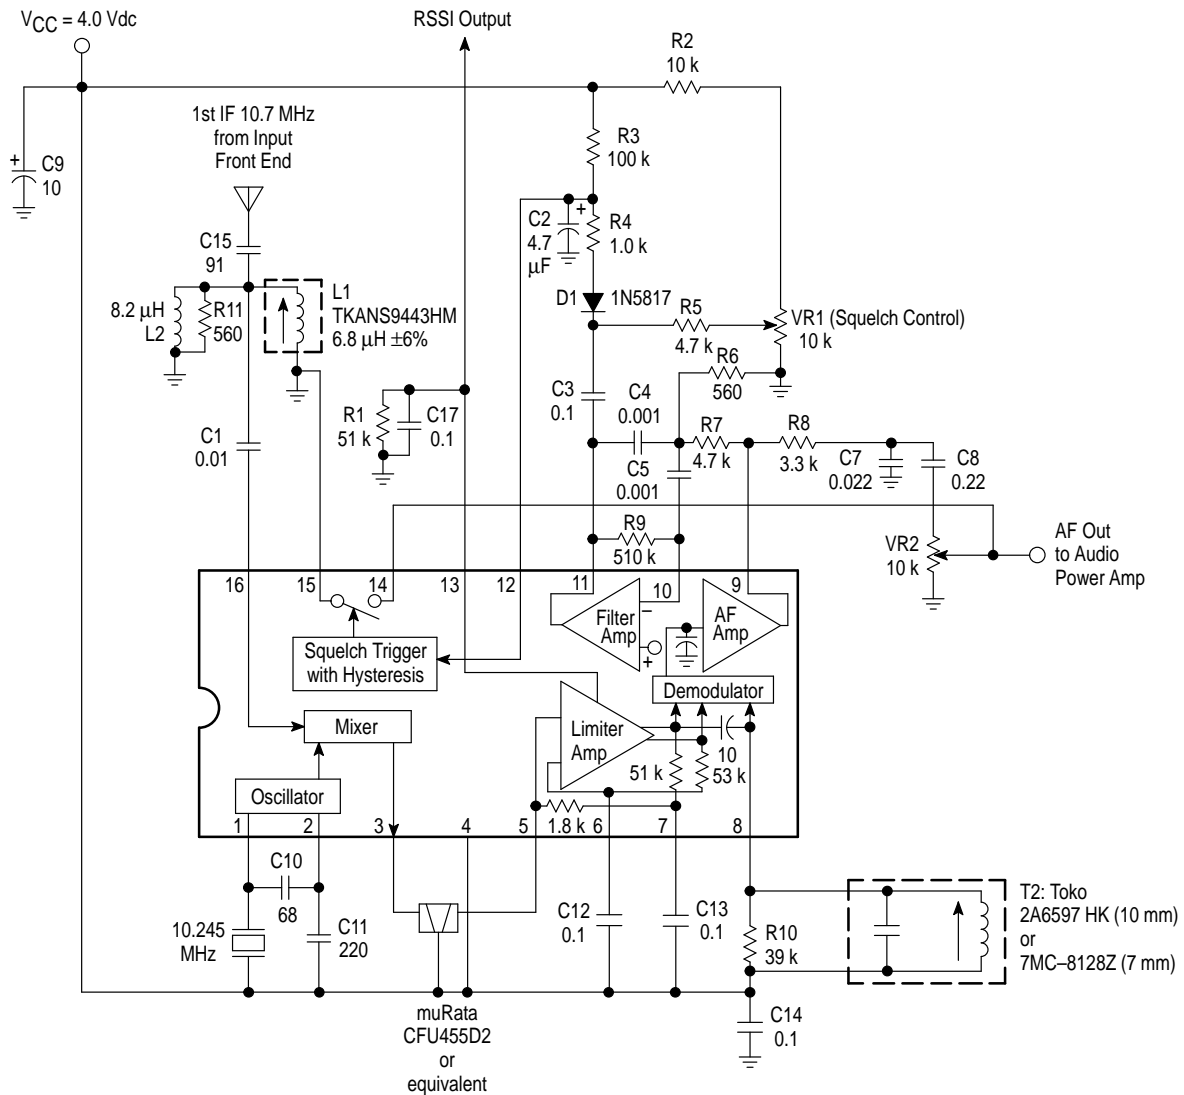 VCC = 4.0 Vdc
RSSI Output
R2
10 k
1st IF 10.7 MHz
from Input
Front End
R3
100 k
+
C9
10
C2
4.7
µF
+
R4
1.0 k
C15
91
8.2 µH
L2
R11
560
L1
TKANS9443HM
6.8 µH ±6%
D1
1N5817
R5
4.7 k
VR1 (Squelch Control)
10 k
R6
560
C3
0.1
C4
0.001
R1
51 k
C17
0.1
C1
0.01
R7
4.7 k
R8
3.3 k
C5
0.001
C7
0.022
C8
0.22
R9
510 k
VR2
10 k
AF Out
to Audio
Power Amp
16
15
14
13
12
11
10
9
Filter
Amp
−
+
AF
Amp
Squelch Trigger
with Hysteresis
Demodulator
Mixer
Limiter
Amp
10
51 k
53 k
Oscillator
1.8 k
1
2
3
4
5
6
7
8
C10
68
10.245
MHz
C11
220
C12
0.1
C13
0.1
R10
39 k
T2: Toko
2A6597 HK (10 mm)
or
7MC–8128Z (7 mm)
muRata
CFU455D2
or
equivalent
C14
0.1